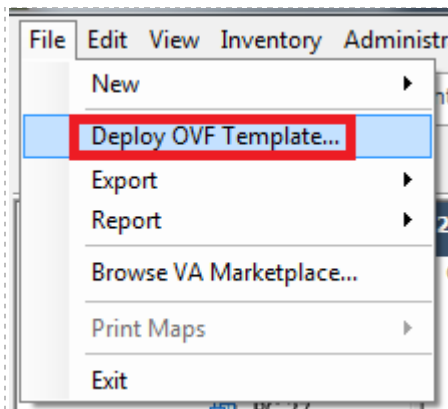 File Edit View Inventory Administr
New
Deploy OVF Template...
Export
Report
Browse VA Marketplace...
Print Maps
Exit